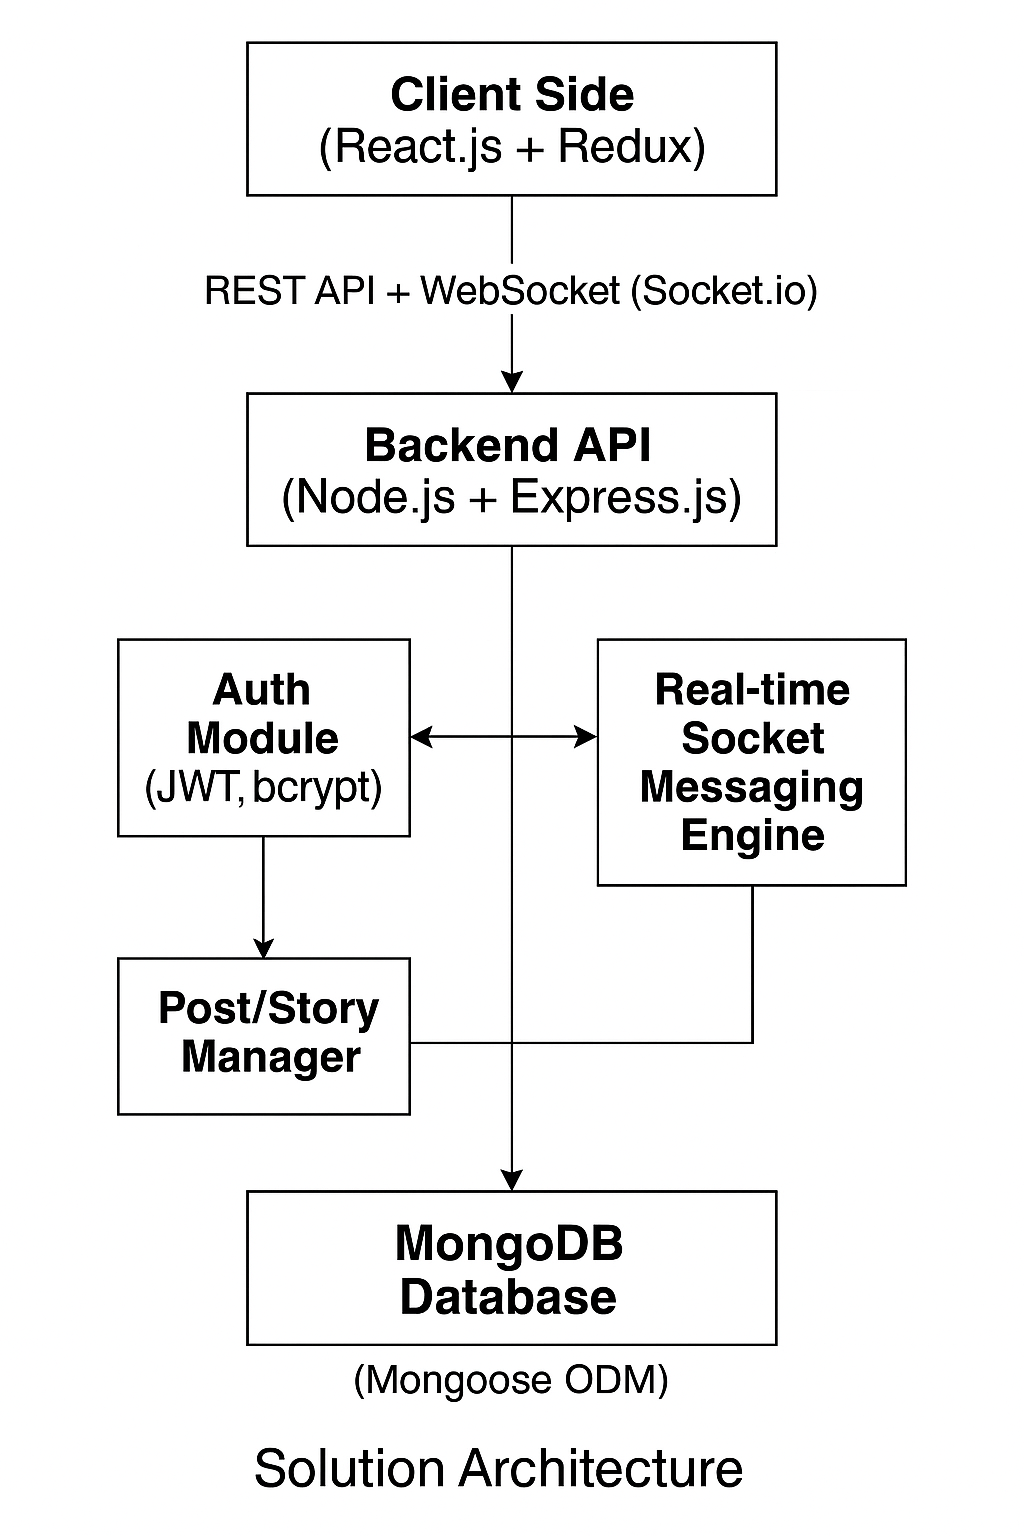 Client Side
(React.js + Redux)
REST API + WebSocket (Socket.io)
Backend API
(Node.js + Express.js)
Auth
Module
(JWT, bcrypt)
Real-time
Socket
Messaging
Engine
Post/Story
Manager
MongoDB
Database
(Mongoose ODM)
Solution Architecture